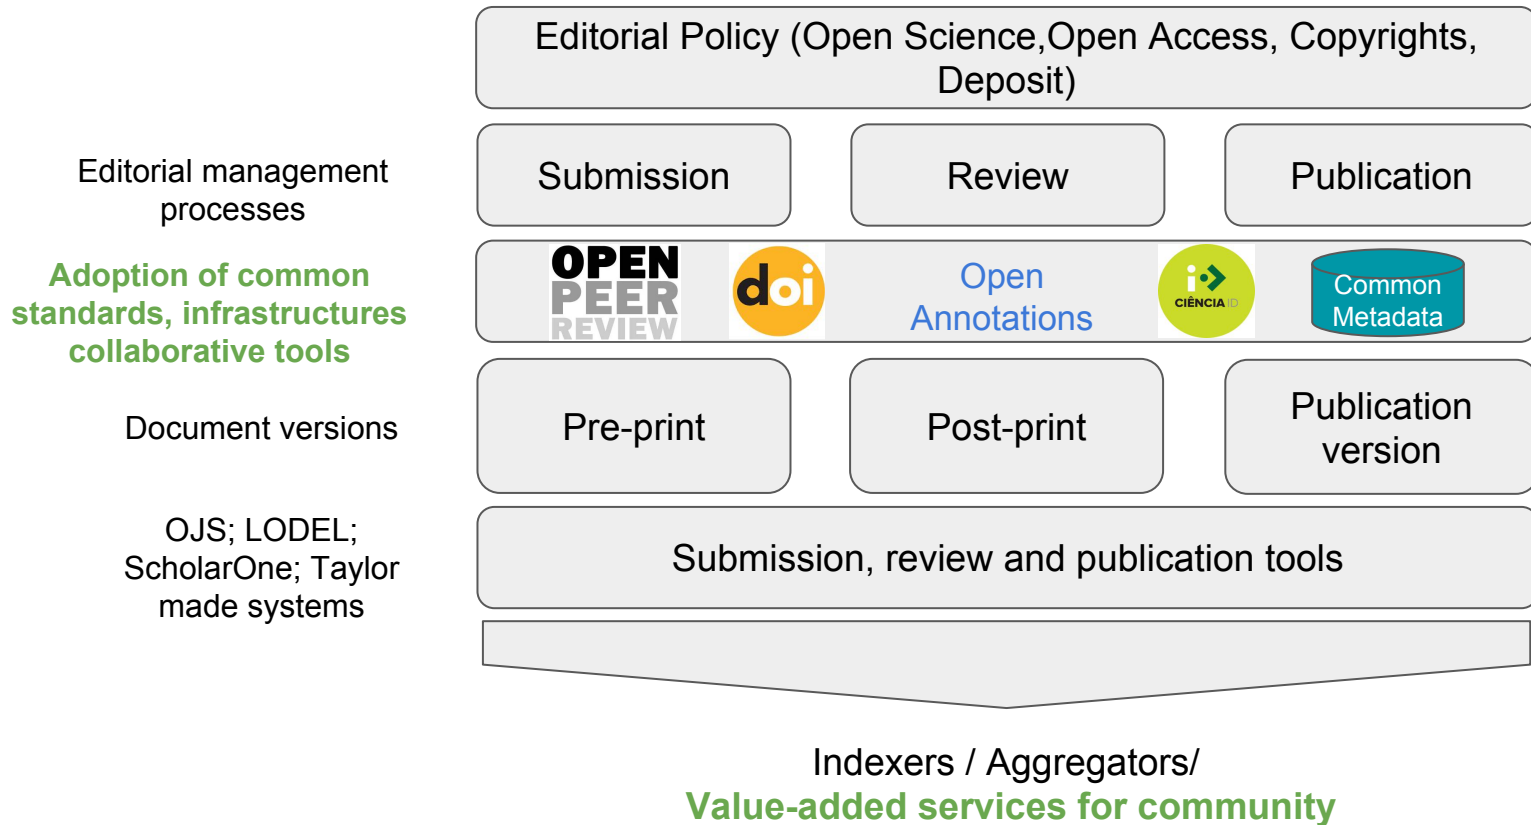 Editorial Policy (Open Science,Open Access, Copyrights,
Deposit)
Editorial management
processes
Submission
Review
Publication
Adoption of common
standards, infrastructures
collaborative tools
OPEN
PEER
REVIEW
doi
Open
Annotations
CIÊNCIA ID
Common
Metadata
Document versions
Pre-print
Post-print
Publication
version
OJS; LODEL;
ScholarOne; Taylor
made systems
Submission, review and publication tools
Indexers / Aggregators/
Value-added services for community